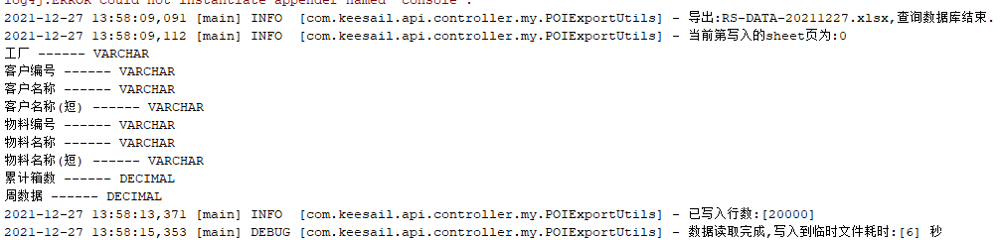 log4j:ERROR Could not instantiate appender named "console".
2021-12-27 13:58:09,091 [main] INFO  [com.keesail.api.controller.my.POIExportUtils] - 导出:RS-DATA-20211227.xlsx,查询数据库结束.
2021-12-27 13:58:09,112 [main] INFO  [com.keesail.api.controller.my.POIExportUtils] - 当前第写入的sheet页为:0
工厂 ------ VARCHAR
客户编号 ------ VARCHAR
客户名称 ------ VARCHAR
客户名称(短) ------ VARCHAR
物料编号 ------ VARCHAR
物料名称 ------ VARCHAR
物料名称(短) ------ VARCHAR
累计箱数 ------ DECIMAL
周数据 ------ DECIMAL
2021-12-27 13:58:13,371 [main] INFO  [com.keesail.api.controller.my.POIExportUtils] - 已写入行数:[20000]
2021-12-27 13:58:15,353 [main] DEBUG [com.keesail.api.controller.my.POIExportUtils] - 数据读取完成,写入到临时文件耗时:[6] 秒